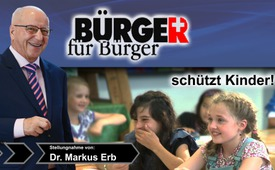 BÜRGER
für Bürger
schützt Kinder!
Stellungnahme von:
Dr. Markus Erb